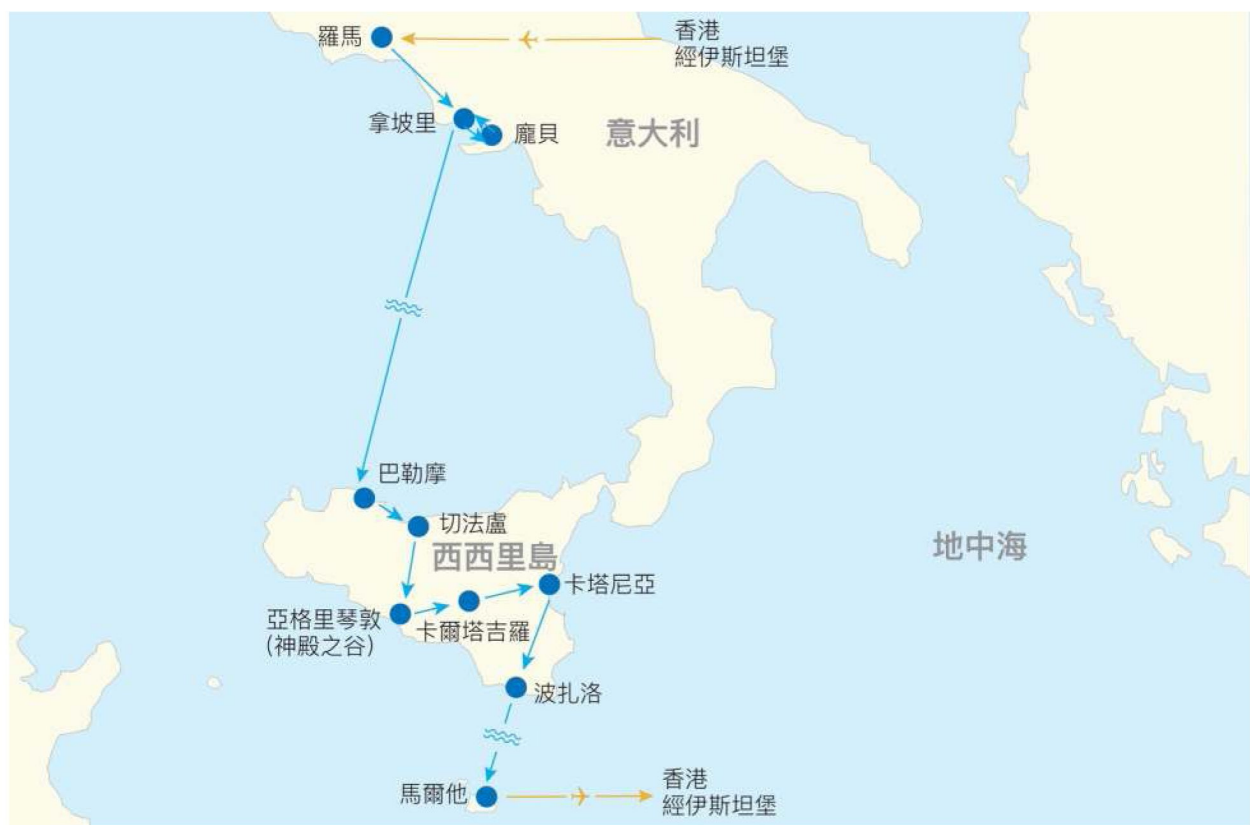 羅馬
香港
經伊斯坦堡
拿坡里
龐貝
意大利
巴勒摩
切法盧
西西里島
地中海
卡塔尼亞
亞格里琴敦
(神殿之谷)
卡爾塔吉羅
波扎洛
馬爾他
香港
經伊斯坦堡